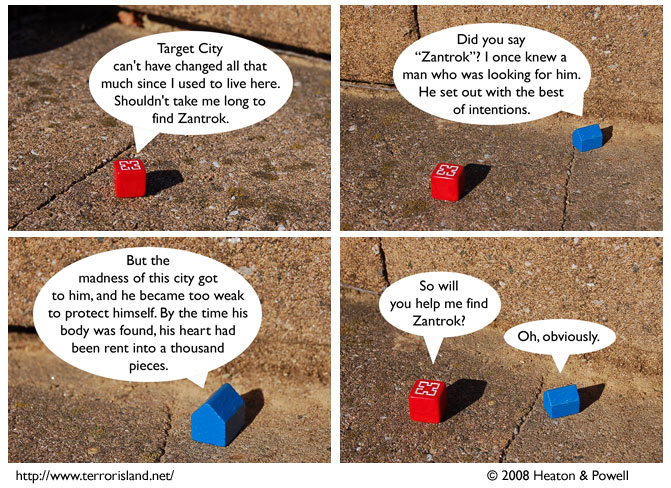 Target City
can't have changed all that
much since I used to live here.
Shouldn't take me long to
find Zantrok.
Did you say
“Zantrok”? I once knew a
man who was looking for him.
He set out with the best
of intentions.
But the
madness of this city got
to him, and he became too weak
to protect himself. By the time his
body was found, his heart had
been rent into a thousand
pieces.
So will
you help me find
Zantrok?
Oh, obviously.
http://www.terrorisland.net/
© 2008 Heaton & Powell